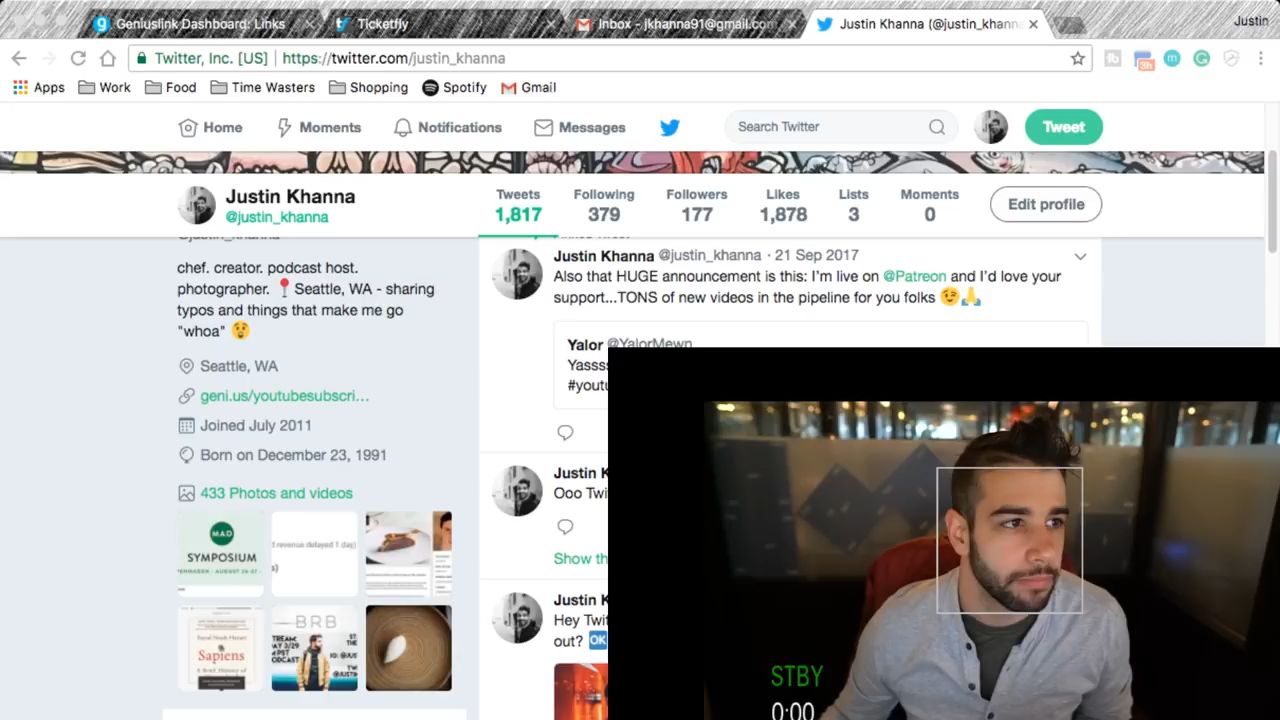 Geniuslink Dashboard: Links
Ticketfly
Inbox - jkhanna91@gmail.com
Justin Khanna (@justin_khann
Justin
Twitter, Inc. [US]
https://twitter.com/justin_khanna
3h
Apps
Work
Food
Time Wasters
Shopping
Spotify
Gmail
Home
Moments
Notifications
Messages
Search Twitter
Tweet
Justin Khanna
@justin_khanna
Tweets
1,817
Following
379
Followers
177
Likes
1,878
Lists
3
Moments
0
Edit profile
@justin_khanna
chef. creator. podcast host.
photographer. 📍Seattle, WA - sharing
typos and things that make me go
"whoa" 😲
Seattle, WA
geni.us/youtubesubscri…
Joined July 2011
Born on December 23, 1991
433 Photos and videos
MAD
SYMPOSIUM
d revenue delayed 1 day)
Sapiens
BRB
Justin Khanna @justin_khanna · 21 Sep 2017
Also that HUGE announcement is this: I'm live on @Patreon and I'd love your
support...TONS of new videos in the pipeline for you folks 😉🙏
Yalor @YalorMewn
Yassss
#youtu
Justin K
Ooo Twi
Show th
Justin K
Hey Twit
out? 🆗
STBY
0:00